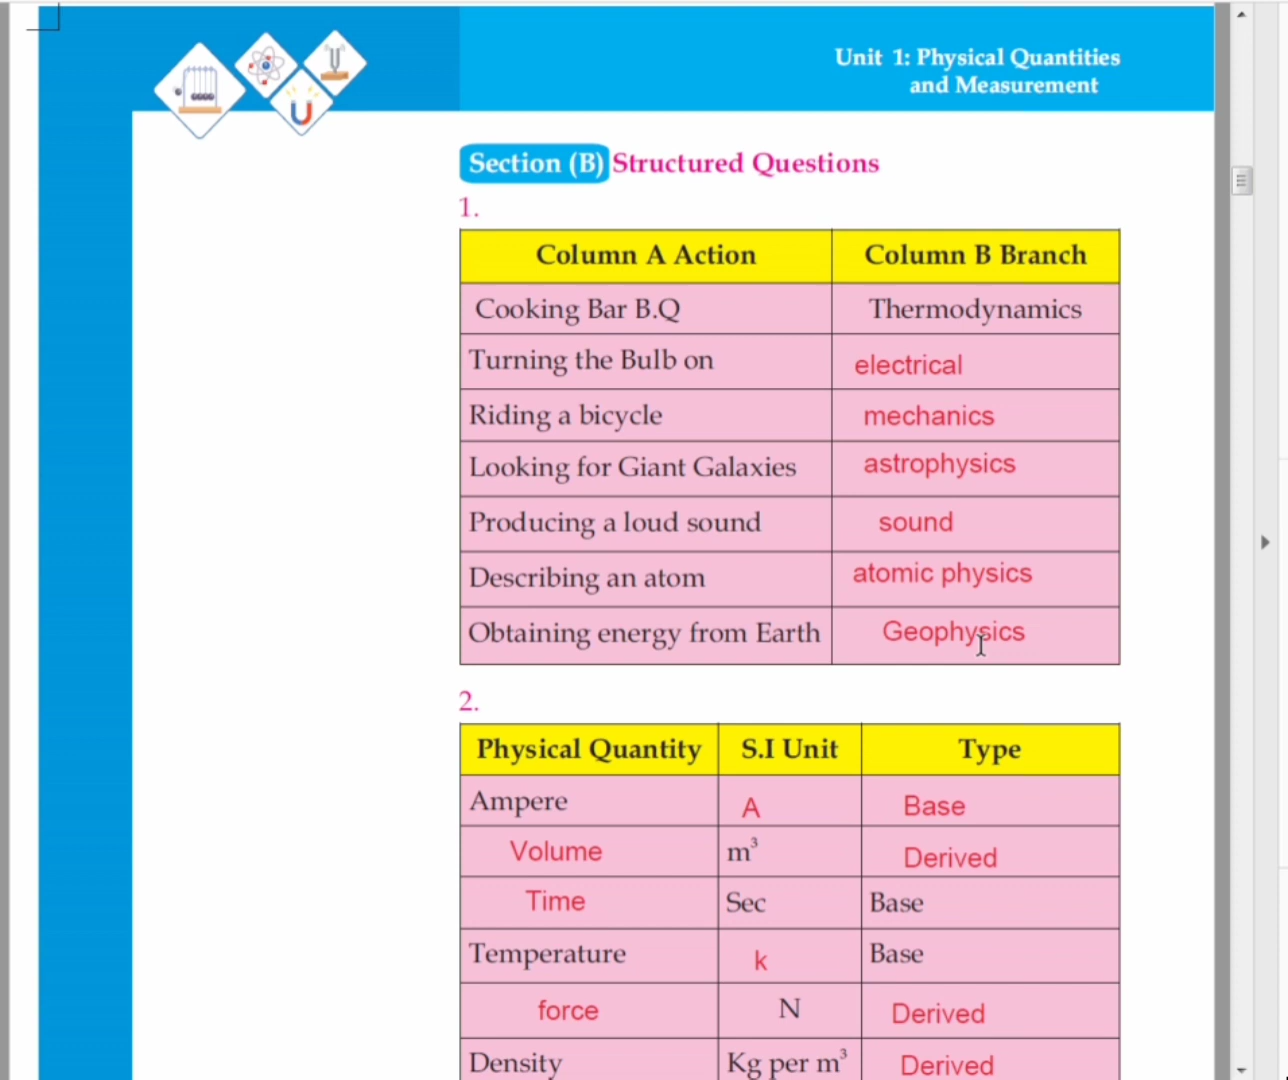 Unit 1: Physical Quantities
and Measurement
Section (B) Structured Questions
1.
Column A Action Column B Branch
Cooking Bar B.Q Thermodynamics
Turning the Bulb on electrical
Riding a bicycle mechanics
Looking for Giant Galaxies astrophysics
Producing a loud sound sound
Describing an atom atomic physics
Obtaining energy from Earth Geophysics
2.
Physical Quantity S.I Unit Type
Ampere A Base
Volume m³ Derived
Time Sec Base
Temperature k Base
force N Derived
Density Kg per m³ Derived